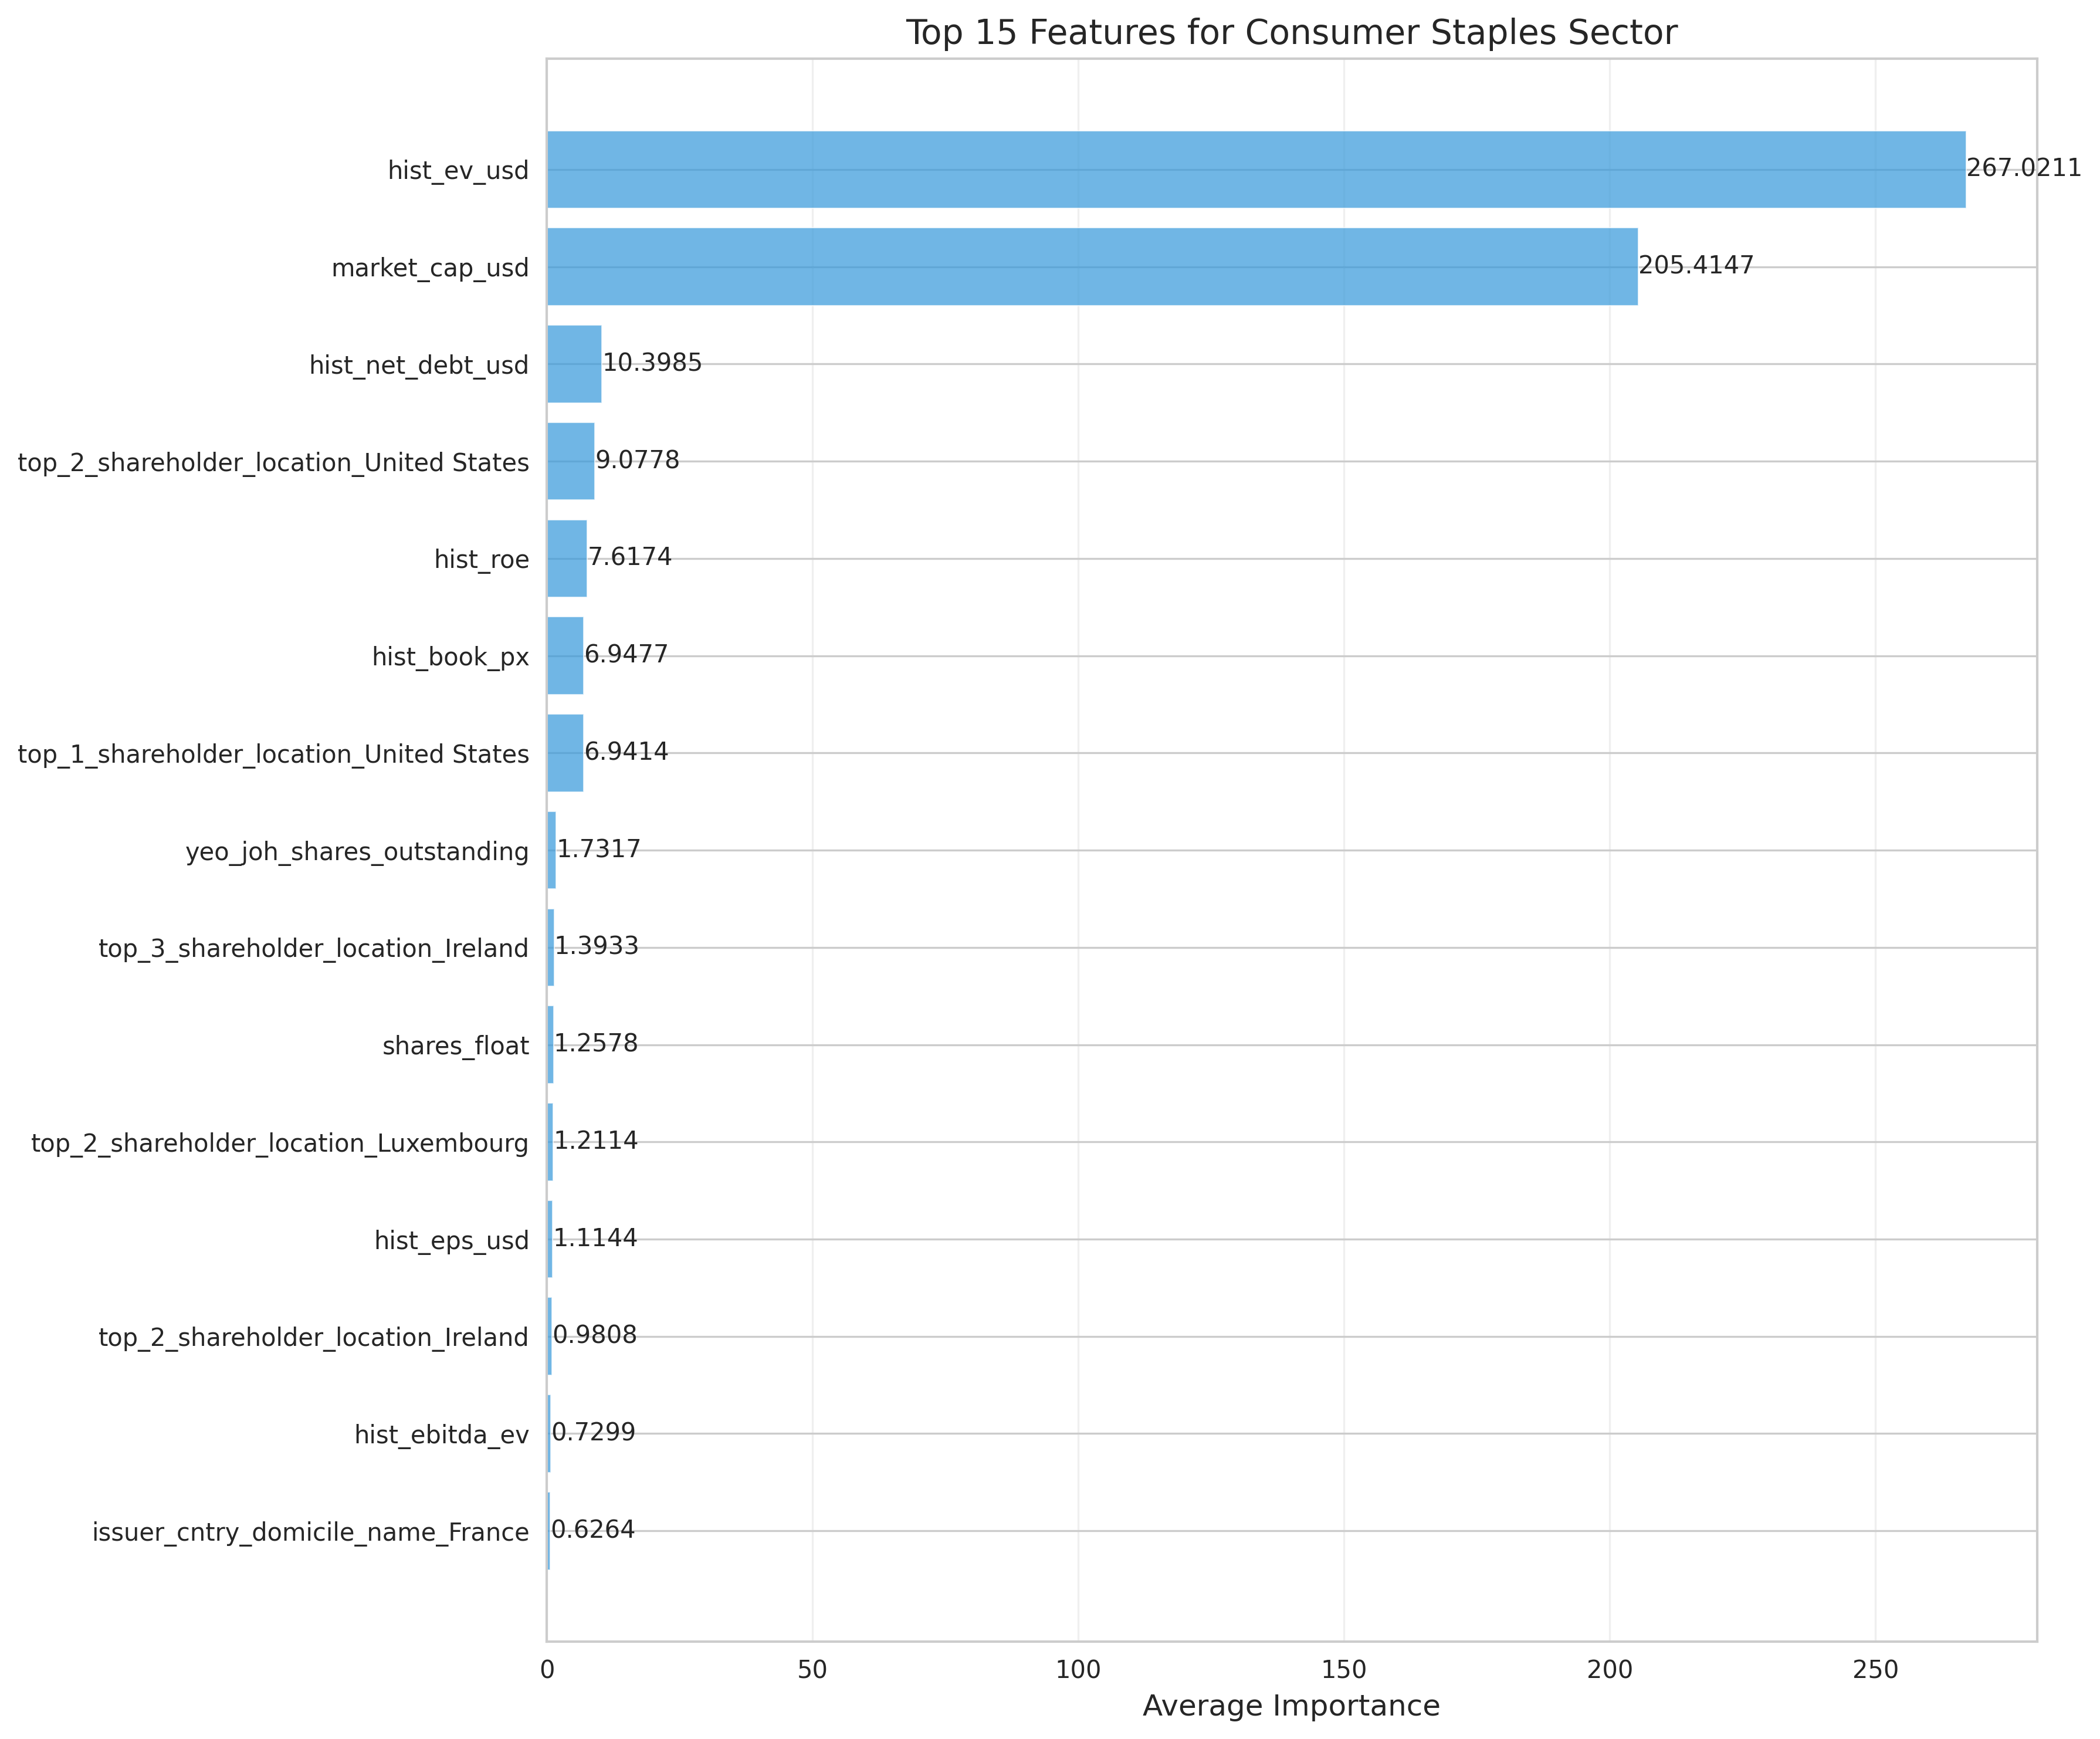 Top 15 Features for Consumer Staples Sector
hist_ev_usd 267.0211
market_cap_usd 205.4147
hist_net_debt_usd 10.3985
top_2_shareholder_location_United States 9.0778
hist_roe 7.6174
hist_book_px 6.9477
top_1_shareholder_location_United States 6.9414
yeo_joh_shares_outstanding 1.7317
top_3_shareholder_location_Ireland 1.3933
shares_float 1.2578
top_2_shareholder_location_Luxembourg 1.2114
hist_eps_usd 1.1144
top_2_shareholder_location_Ireland 0.9808
hist_ebitda_ev 0.7299
issuer_cntry_domicile_name_France 0.6264
0 50 100 150 200 250
Average Importance